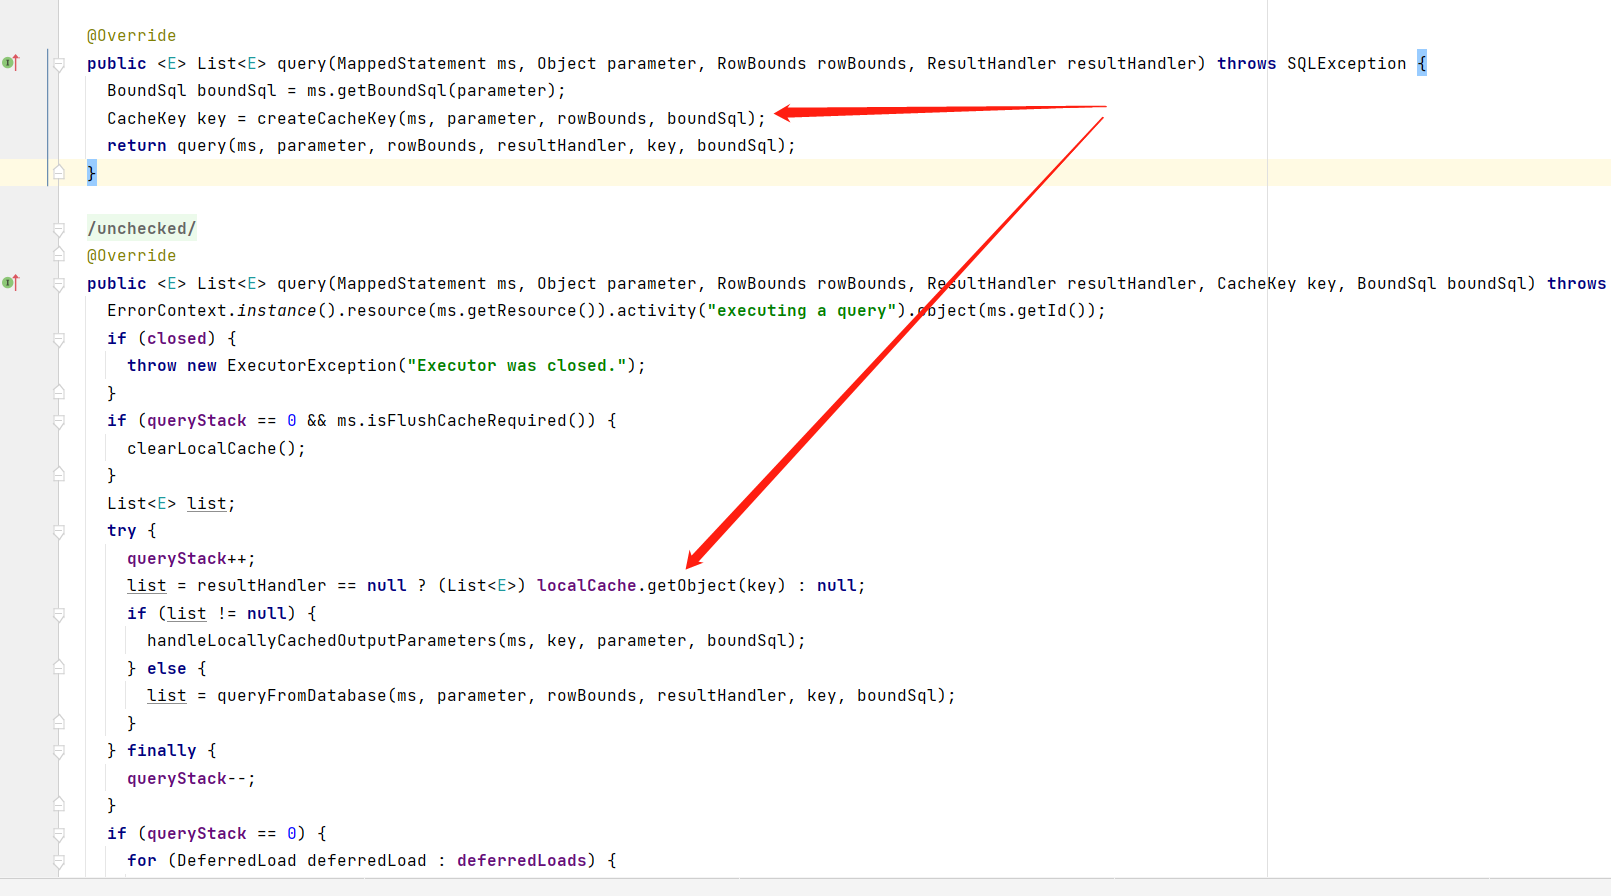 @Override
public <E> List<E> query(MappedStatement ms, Object parameter, RowBounds rowBounds, ResultHandler resultHandler) throws SQLException {
BoundSql boundSql = ms.getBoundSql(parameter);
CacheKey key = createCacheKey(ms, parameter, rowBounds, boundSql);
return query(ms, parameter, rowBounds, resultHandler, key, boundSql);
}
/unchecked/
@Override
public <E> List<E> query(MappedStatement ms, Object parameter, RowBounds rowBounds, ResultHandler resultHandler, CacheKey key, BoundSql boundSql) throws
ErrorContext.instance().resource(ms.getResource()).activity("executing a query").object(ms.getId());
if (closed) {
throw new ExecutorException("Executor was closed.");
}
if (queryStack == 0 && ms.isFlushCacheRequired()) {
clearLocalCache();
}
List<E> list;
try {
queryStack++;
list = resultHandler == null ? (List<E>) localCache.getObject(key) : null;
if (list != null) {
handleLocallyCachedOutputParameters(ms, key, parameter, boundSql);
} else {
list = queryFromDatabase(ms, parameter, rowBounds, resultHandler, key, boundSql);
}
} finally {
queryStack--;
}
if (queryStack == 0) {
for (DeferredLoad deferredLoad : deferredLoads) {